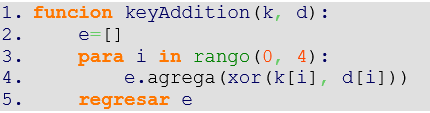 1. funcion keyAddition(k, d):
2.     e=[]
3.     para i in rango(0, 4):
4.         e.agrega(xor(k[i], d[i]))
5.     regresar e